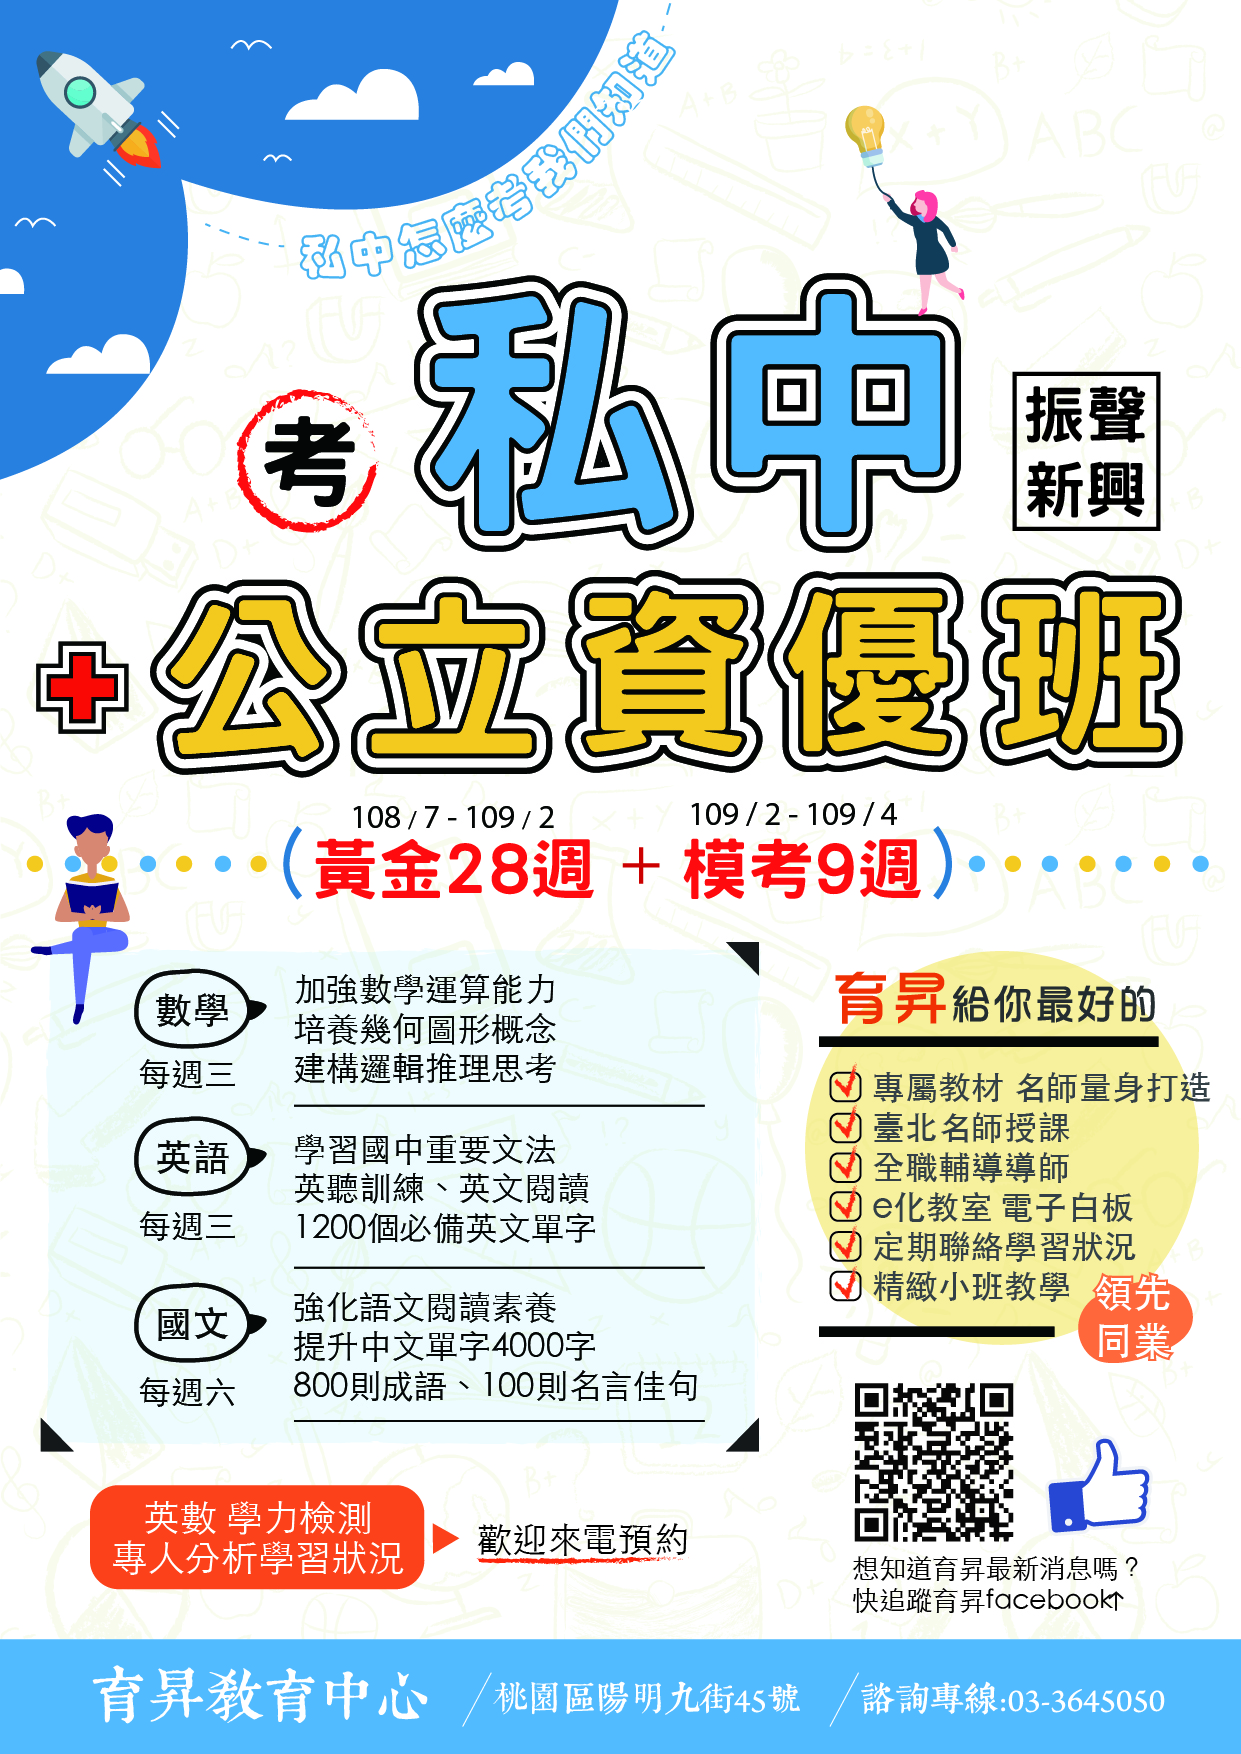 私中怎麼考我們知道
考
私中
振聲
新興
+公立資優班
108 / 7 - 109 / 2
109 / 2 - 109 / 4
(黃金28週 + 模考9週)
數學
每週三
加強數學運算能力
培養幾何圖形概念
建構邏輯推理思考
英語
每週三
學習國中重要文法
英聽訓練、英文閱讀
1200個必備英文單字
國文
每週六
強化語文閱讀素養
提升中文單字4000字
800則成語、100則名言佳句
育昇給你最好的
專屬教材 名師量身打造
臺北名師授課
全職輔導導師
e化教室 電子白板
定期聯絡學習狀況
精緻小班教學
領先
同業
英數 學力檢測
專人分析學習狀況
歡迎來電預約
想知道育昇最新消息嗎？
快追蹤育昇facebook↑
育昇教育中心
/桃園區陽明九街45號
/諮詢專線:03-3645050